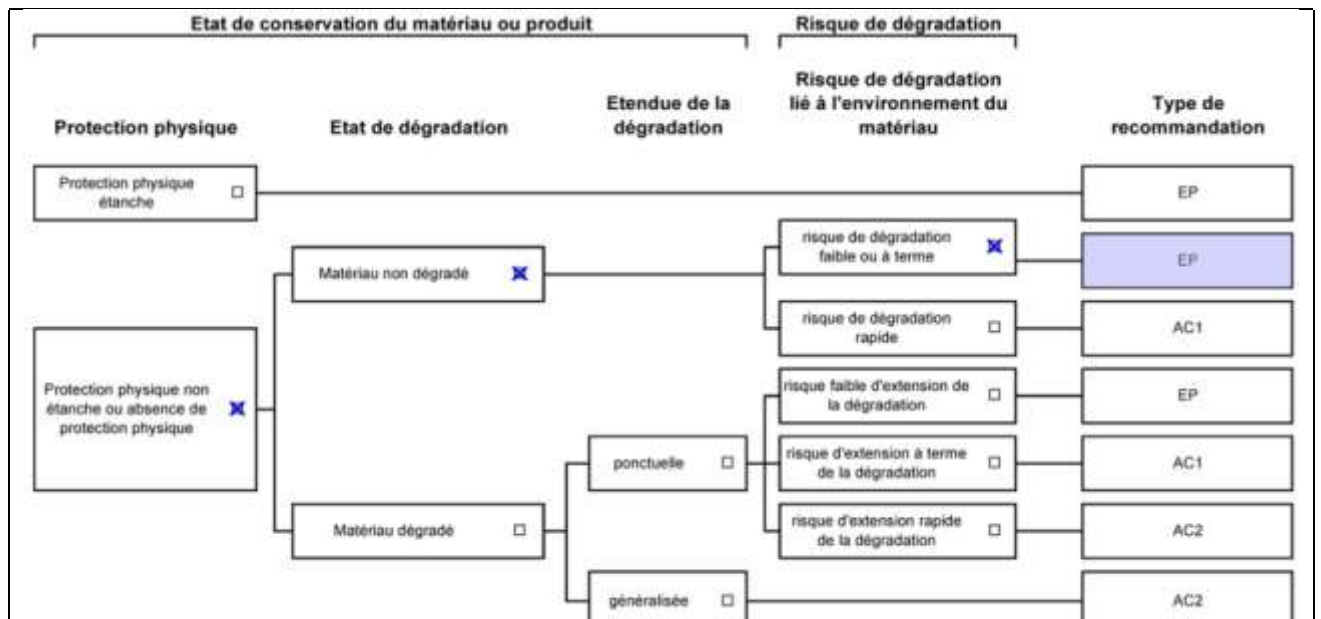 Etat de conservation du matériau ou produit
Risque de dégradation
Protection physique
Etat de dégradation
Etendue de la
dégradation
Risque de dégradation
lié à l'environnement du
matériau
Type de
recommandation
Protection physique
étanche
EP
Matériau non dégradé
risque de dégradation
faible ou à terme
EP
risque de dégradation
rapide
AC1
Protection physique non
étanche ou absence de
protection physique
risque faible d'extension de
la dégradation
EP
ponctuelle
risque d'extension à terme
de la dégradation
AC1
Matériau dégradé
risque d'extension rapide
de la dégradation
AC2
généralisée
AC2